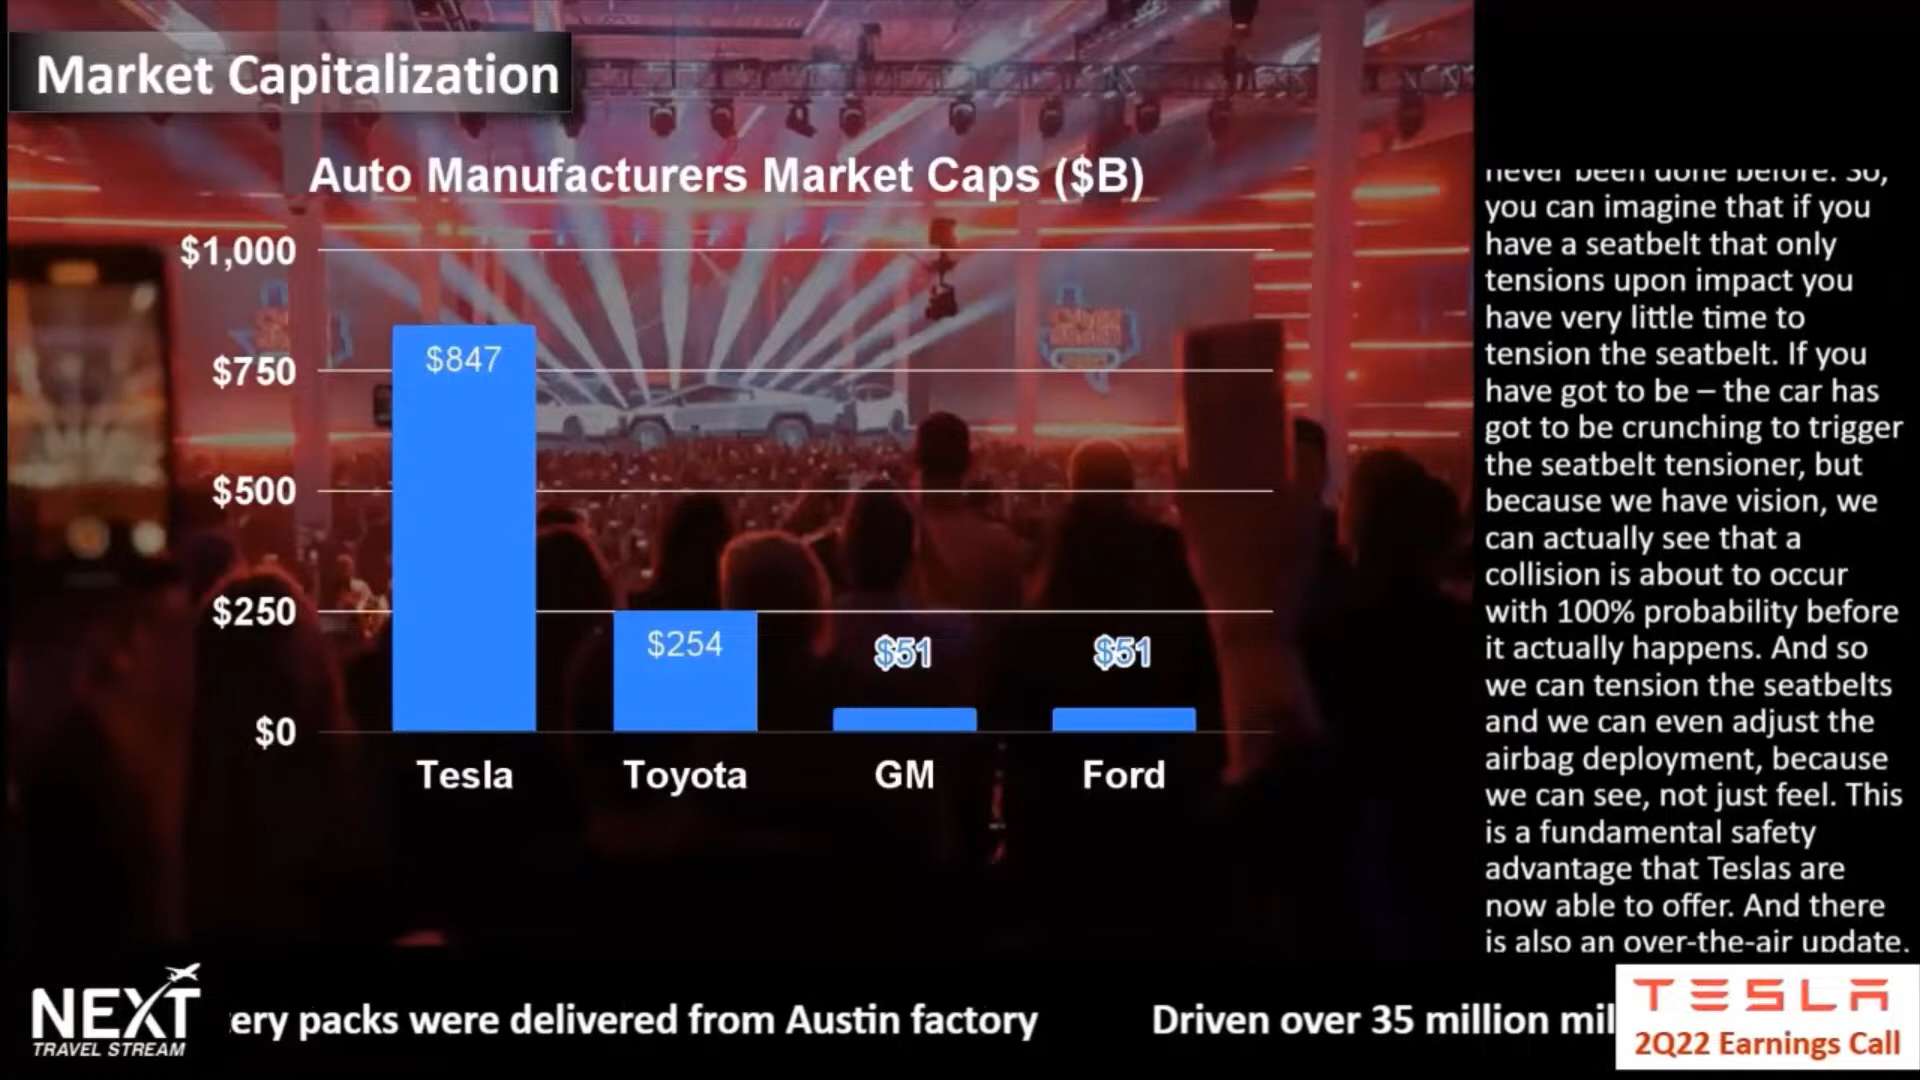 Market Capitalization
Auto Manufacturers Market Caps ($B)
$1,000
$750
$500
$250
$0
$847
$254
$51
$51
Tesla
Toyota
GM
Ford
never been done before. So,
you can imagine that if you
have a seatbelt that only
tensions upon impact you
have very little time to
tension the seatbelt. If you
have got to be – the car has
got to be crunching to trigger
the seatbelt tensioner, but
because we have vision, we
can actually see that a
collision is about to occur
with 100% probability before
it actually happens. And so
we can tension the seatbelts
and we can even adjust the
airbag deployment, because
we can see, not just feel. This
is a fundamental safety
advantage that Teslas are
now able to offer. And there
is also an over-the-air update.
NEXT
TRAVEL STREAM
ery packs were delivered from Austin factory
Driven over 35 million mil
TESLA
2Q22 Earnings Call